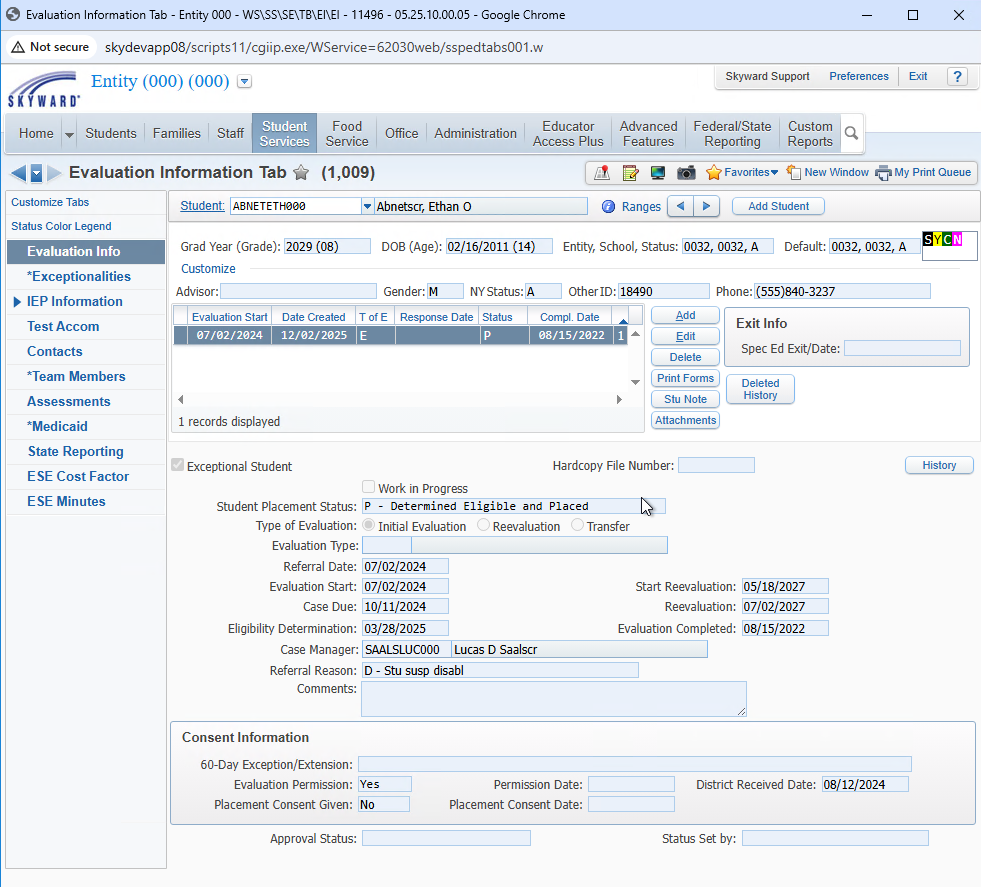 Evaluation Information Tab - Entity 000 - WS\SS\SE\TB\EI\EI - 11496 - 05.25.10.00.05 - Google Chrome
Not secure skydevapp08/scripts11/cgiip.exe/WService=62030web/sspedtabs001.w
SKYWARD Entity (000) (000) Skyward Support Preferences Exit ?
Home Students Families Staff Student Services Food Service Office Administration Educator Access Plus Advanced Features Federal/State Reporting Custom Reports
Evaluation Information Tab (1,009) Favorites New Window My Print Queue
Customize Tabs
Status Color Legend
Evaluation Info
*Exceptionalities
IEP Information
Test Accom
Contacts
*Team Members
Assessments
*Medicaid
State Reporting
ESE Cost Factor
ESE Minutes
Student: ABNETETH000 Abnetscr, Ethan O Ranges Add Student
Grad Year (Grade): 2029 (08) DOB (Age): 02/16/2011 (14) Entity, School, Status: 0032, 0032, A Default: 0032, 0032, A SYCN
Customize
Advisor: Gender: M NY Status: A Other ID: 18490 Phone: (555)840-3237
Evaluation Start Date Created T of E Response Date Status Compl. Date
07/02/2024 12/02/2025 E P 08/15/2022 1
1 records displayed
Add
Edit
Delete
Print Forms
Stu Note
Attachments
Exit Info
Spec Ed Exit/Date:
Deleted History
Exceptional Student Hardcopy File Number: History
Work in Progress
Student Placement Status: P - Determined Eligible and Placed
Type of Evaluation: Initial Evaluation Reevaluation Transfer
Evaluation Type:
Referral Date: 07/02/2024
Evaluation Start: 07/02/2024 Start Reevaluation: 05/18/2027
Case Due: 10/11/2024 Reevaluation: 07/02/2027
Eligibility Determination: 03/28/2025 Evaluation Completed: 08/15/2022
Case Manager: SAALSLUC000 Lucas D Saalscr
Referral Reason: D - Stu susp disabl
Comments:
Consent Information
60-Day Exception/Extension:
Evaluation Permission: Yes Permission Date: District Received Date: 08/12/2024
Placement Consent Given: No Placement Consent Date:
Approval Status: Status Set by: